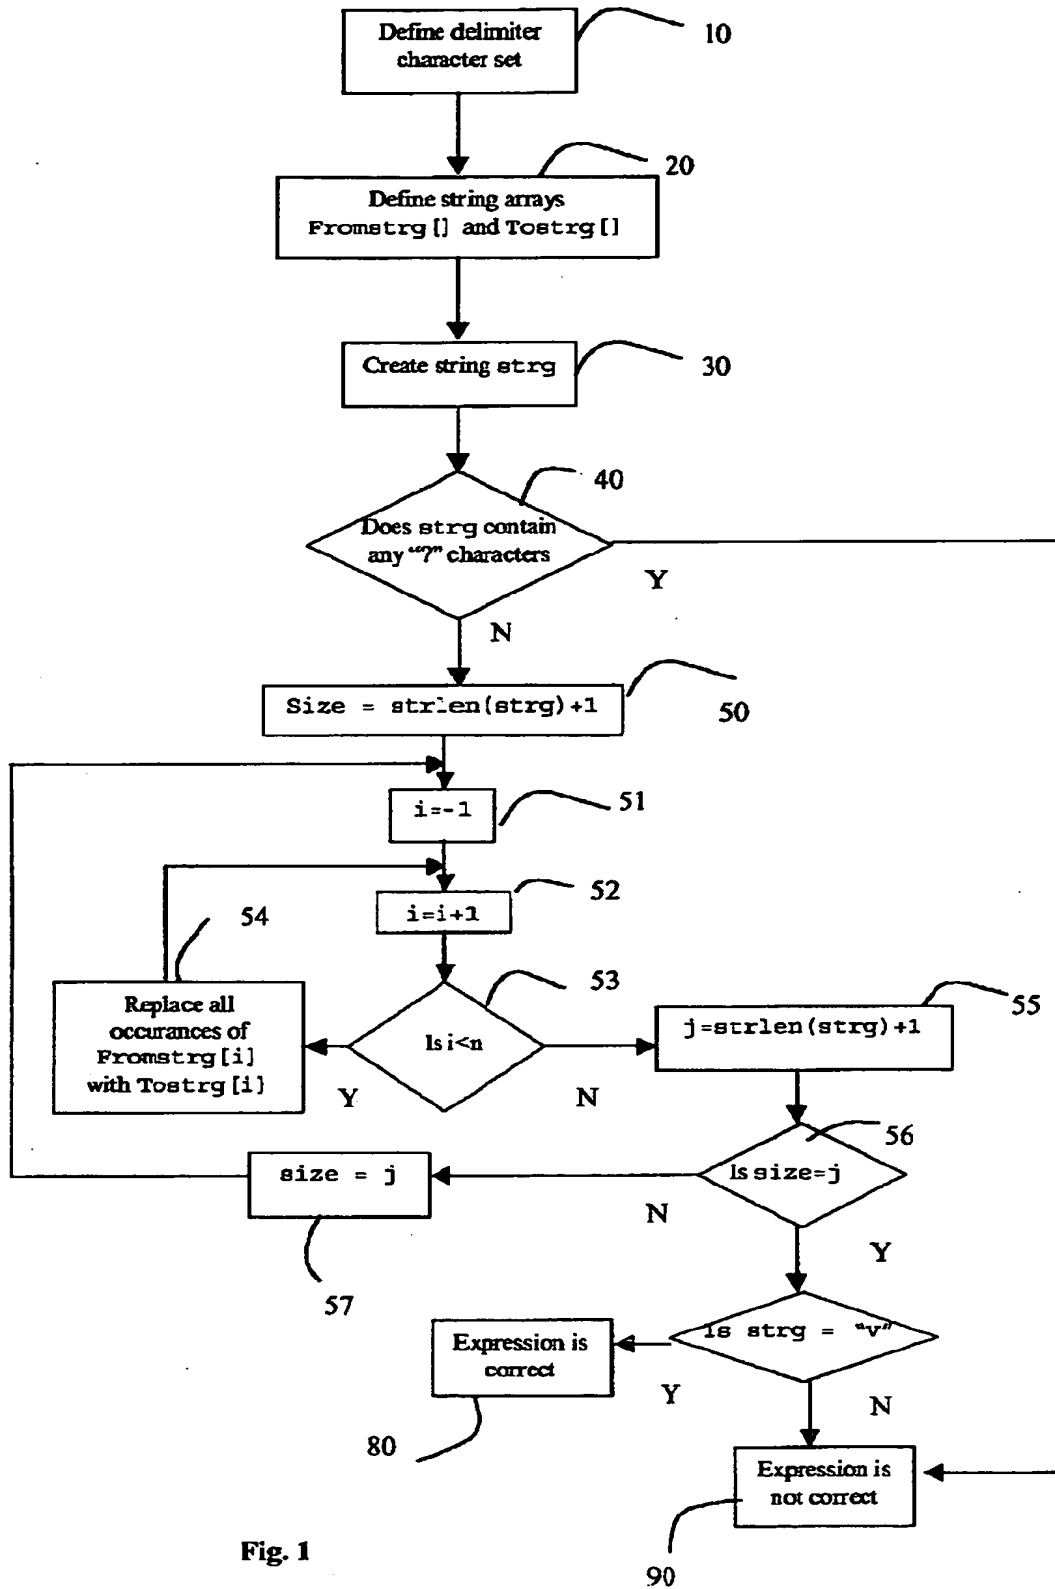 Define delimiter
character set
10
20
Define string arrays
Fromstrg[] and Tostrg[]
Create string strg
30
40
Does strg contain
any "?" characters
Y
N
Size = strlen(strg)+1
50
i=-1
51
52
i=i+1
54
53
Replace all
occurances of
Fromstrg[i]
with Tostrg[i]
Is i<n
j=strlen(strg)+1
55
Y
N
56
size = j
Is size=j
N
Y
57
Is strg = "v"
Expression is
correct
Y
N
80
Expression is
not correct
Fig. 1
90